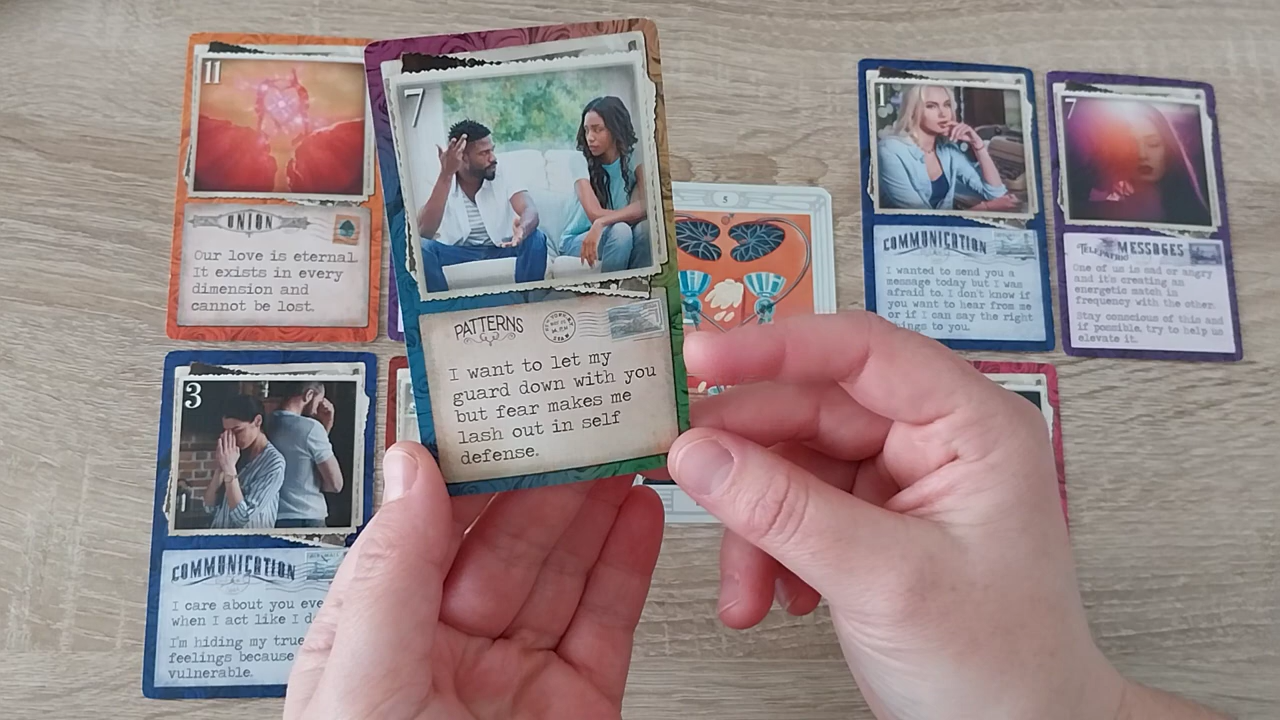 11
UNION
Our love is eternal.
It exists in every
dimension and
cannot be lost.
7
PATTERNS
I want to let my
guard down with you
but fear makes me
lash out in self
defense.
5
1
COMMUNICATION
I wanted to send you a
message today but I was
afraid to. I don't know if
you want to hear from me
or if I can say the right
things to you.
7
TELEPATHIC MESSAGES
One of us is sad or angry
and it's creating an
energetic match in
frequency with the other.
Stay conscious of this and
if possible, try to help us
elevate it.
3
COMMUNICATION
I care about you
when I act like I
I'm hiding my true
feelings because
vulnerable.